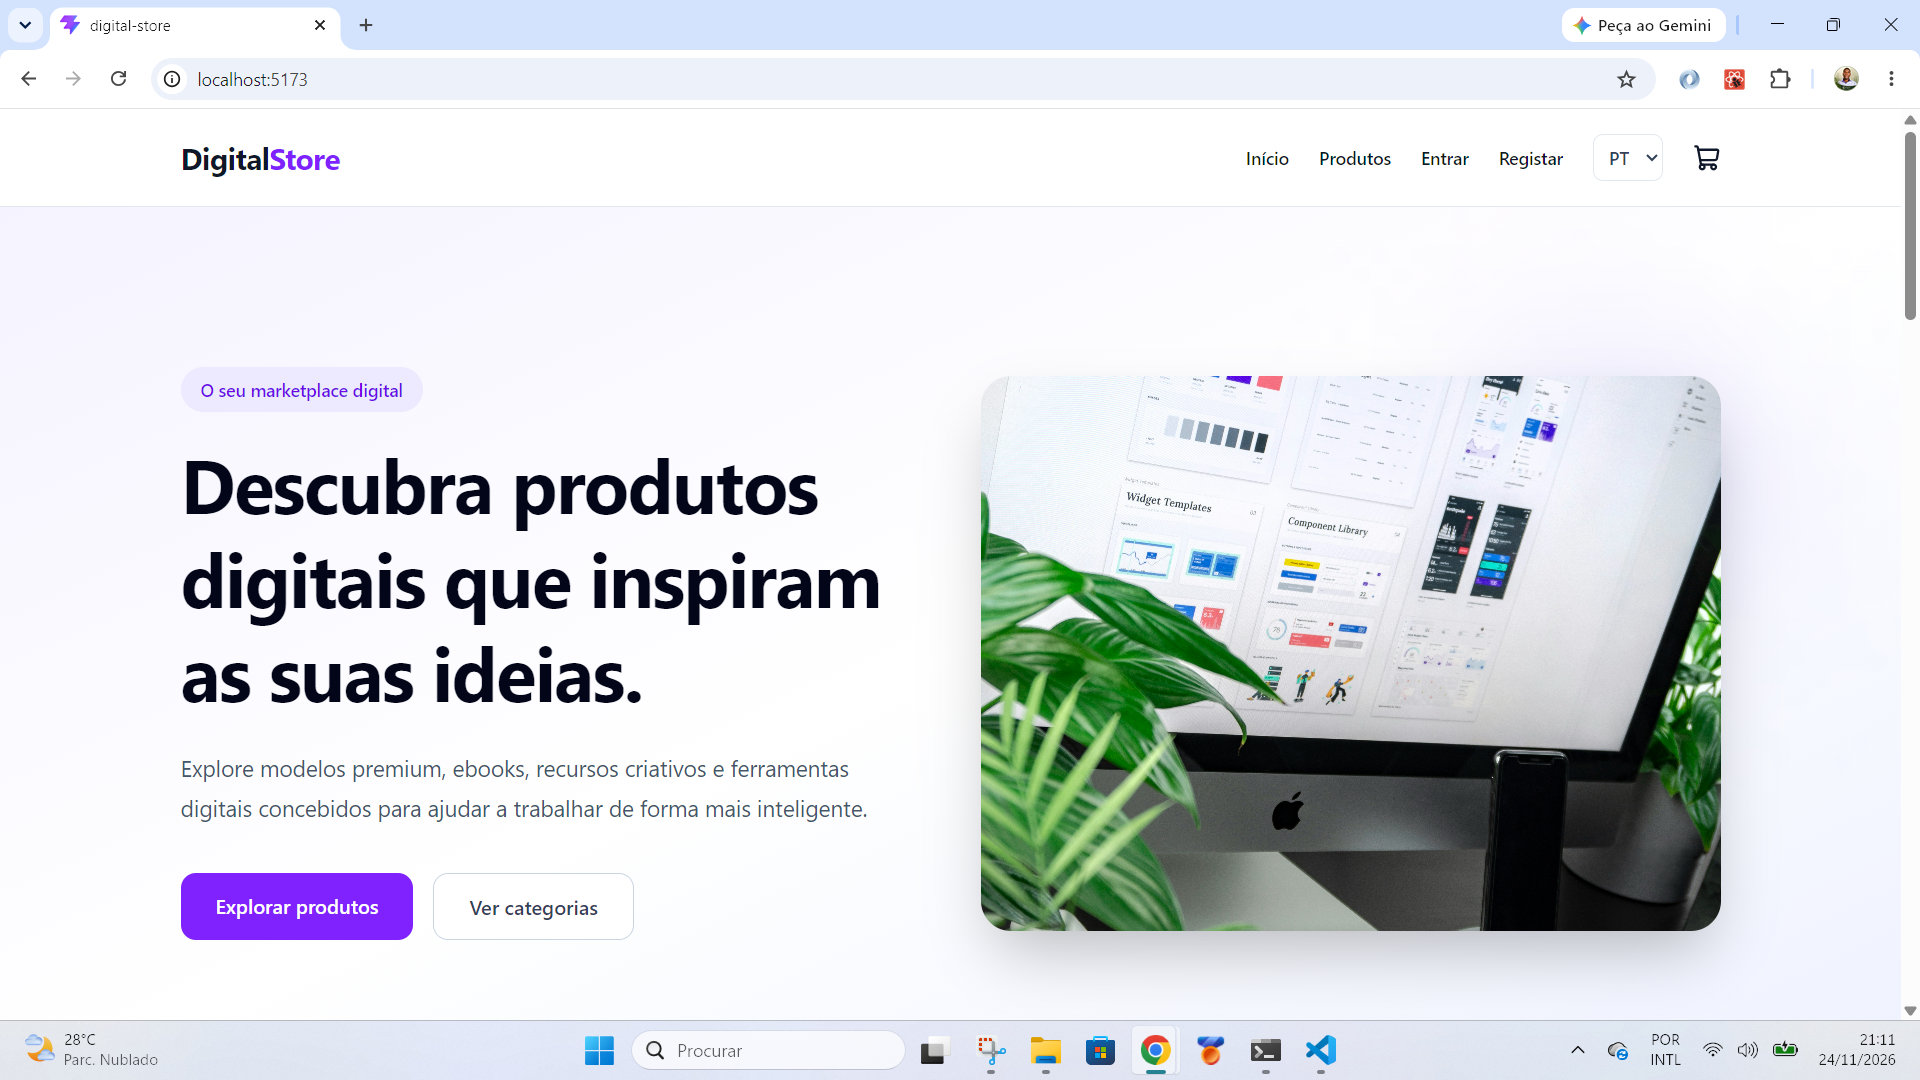 digital-store
Peça ao Gemini
localhost:5173
DigitalStore
Início
Produtos
Entrar
Registar
PT
O seu marketplace digital
Descubra produtos
digitais que inspiram
as suas ideias.
Explore modelos premium, ebooks, recursos criativos e ferramentas
digitais concebidos para ajudar a trabalhar de forma mais inteligente.
Explorar produtos
Ver categorias
Widget Templates
Component Library
28°C
Parc. Nublado
Procurar
POR
INTL
21:11
24/11/2026